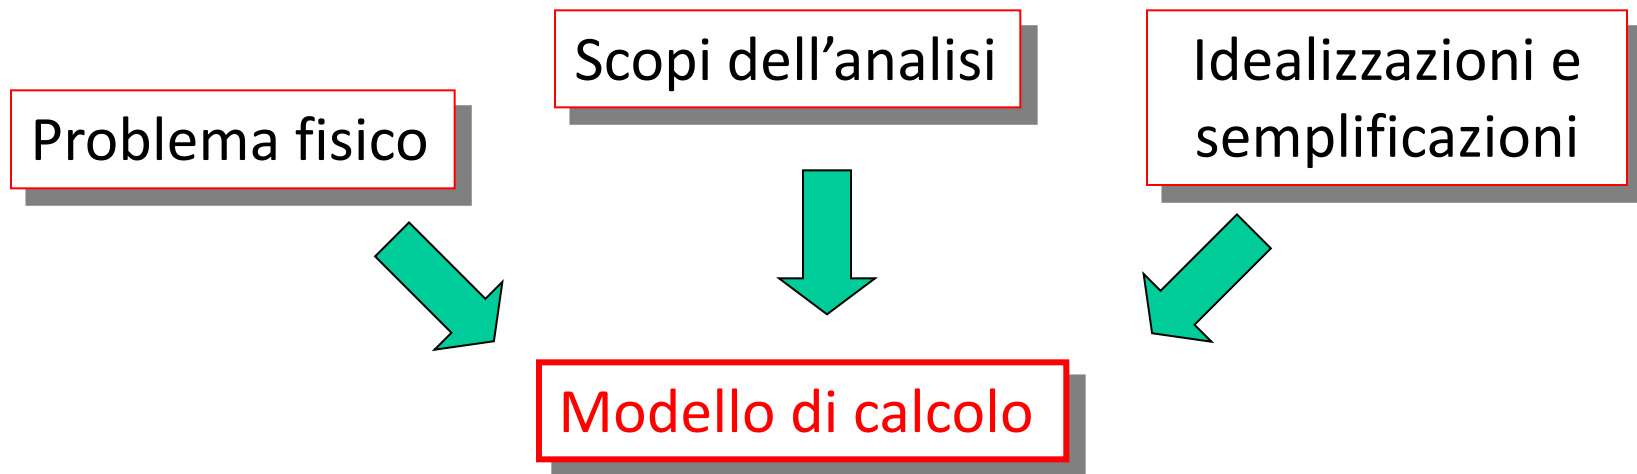 Problema fisico
Scopi dell’analisi
Idealizzazioni e
semplificazioni
Modello di calcolo